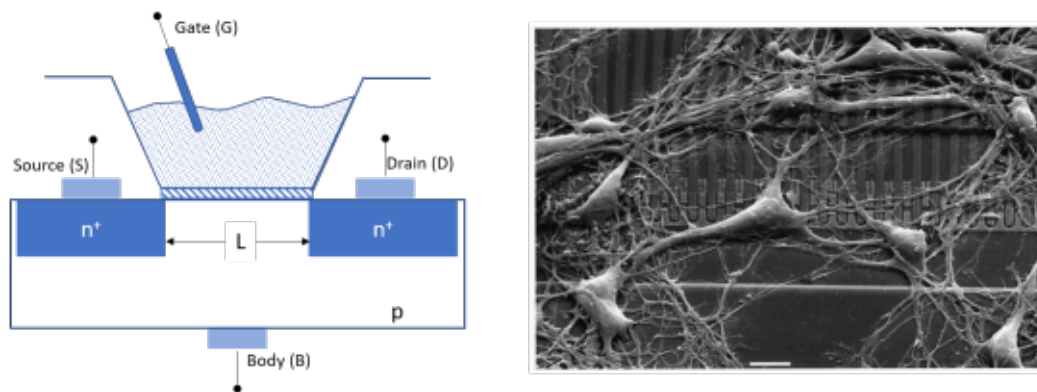 Gate (G)
Source (S)
Drain (D)
n⁺
L
n⁺
p
Body (B)